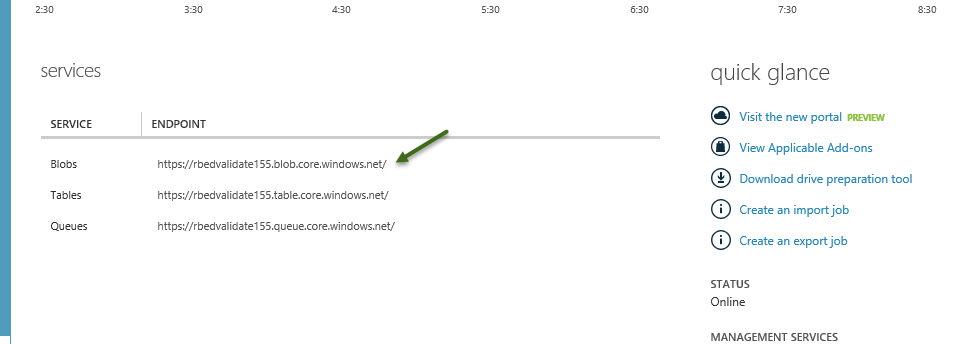 2:30 3:30 4:30 5:30 6:30 7:30 8:30
services
SERVICE ENDPOINT
Blobs https://rbedvalidate155.blob.core.windows.net/
Tables https://rbedvalidate155.table.core.windows.net/
Queues https://rbedvalidate155.queue.core.windows.net/
quick glance
Visit the new portal PREVIEW
View Applicable Add-ons
Download drive preparation tool
Create an import job
Create an export job
STATUS
Online
MANAGEMENT SERVICES